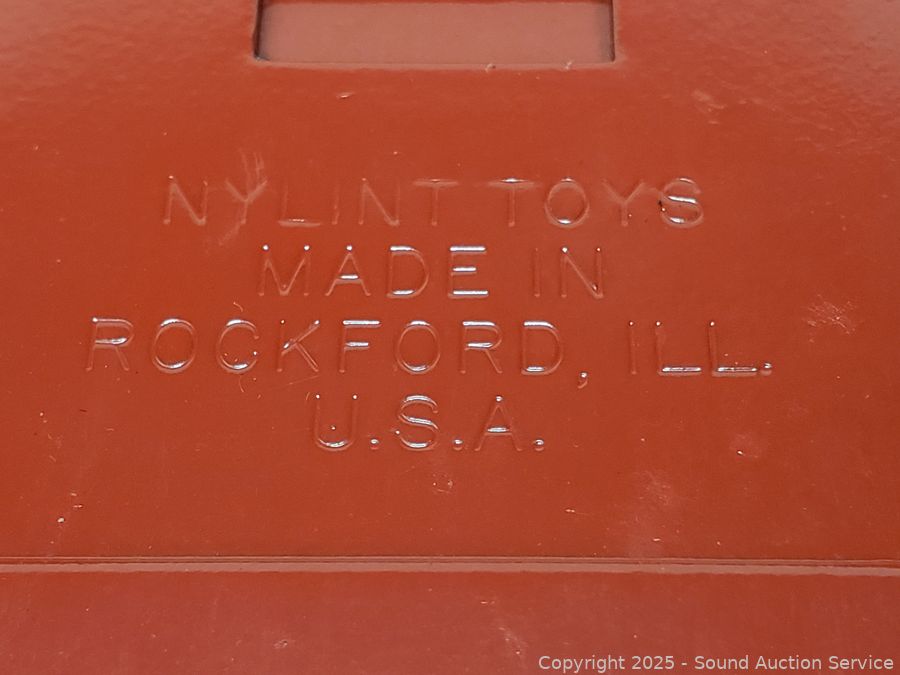 NYLINT TOYS
MADE IN
ROCKFORD, ILL.
U.S.A.
Copyright 2025 - Sound Auction Service